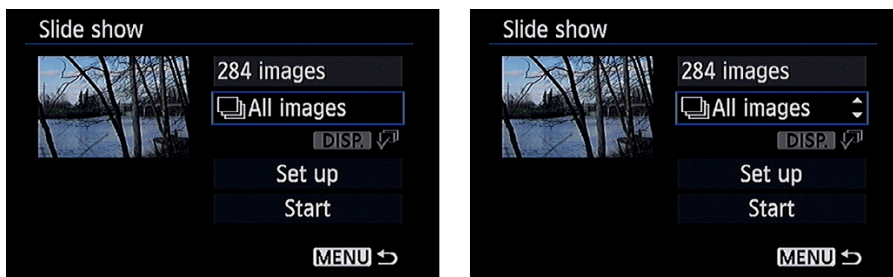 Slide show
284 images
All images
DISP.
Set up
Start
MENU
Slide show
284 images
All images
DISP.
Set up
Start
MENU